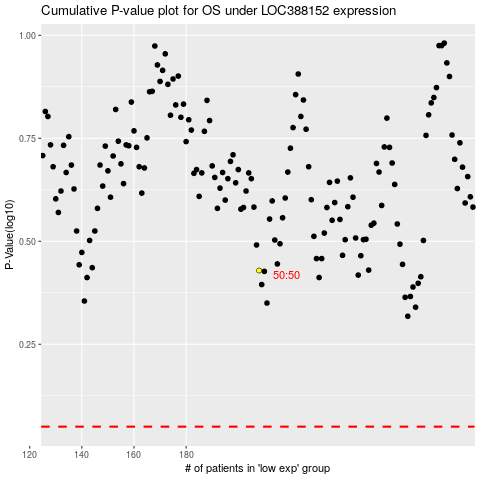 Cumulative P-value plot for OS under LOC388152 expression
P-Value(log10)
1.00
0.75
0.50
0.25
50:50
120 140 160 180
# of patients in 'low exp' group